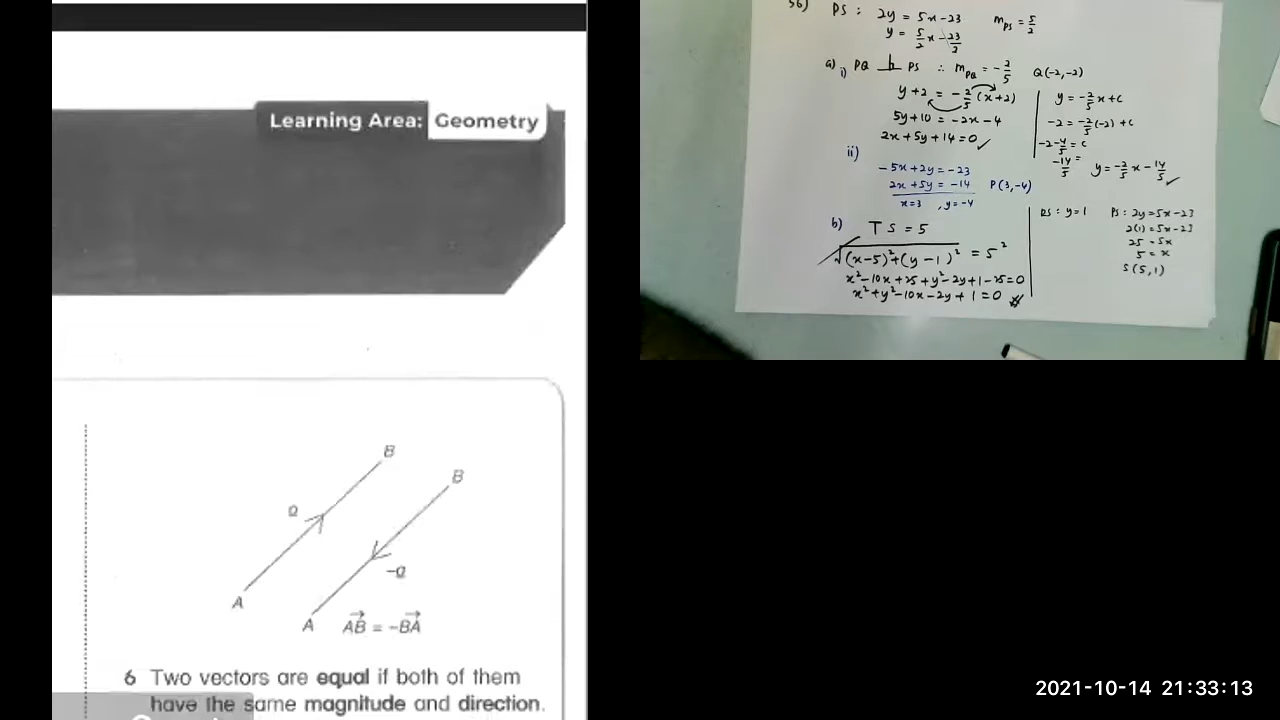 Learning Area: Geometry
B
B
a
-a
A
A
AB = -BA
6 Two vectors are equal if both of them
have the same magnitude and direction.
56)
PS : 2y = 5x-23
m_PS = 5/2
y = 5/2 x - 23/2
a) i) PQ ⊥ PS ∴ m_PQ = -2/5 Q(-2,-2)
y+2 = -2/5 (x+2)
5y+10 = -2x-4
2x+5y+14=0 ✓
y = -2/5 x + c
-2 = -2/5 (-2) + c
-2-4/5 = c
-14/5 =
y = -2/5 x - 14/5 ✓
ii)
-5x+2y = -23
2x+5y = -14 P(3,-4)
x=3 , y=-4
b) TS = 5
√(x-5)²+(y-1)² = 5²
x²-10x+25+y²-2y+1-25=0
x²+y²-10x-2y+1=0
RS : y=1
PS: 2y=5x-23
2(1)=5x-23
25=5x
5=x
S(5,1)
2021-10-14 21:33:13